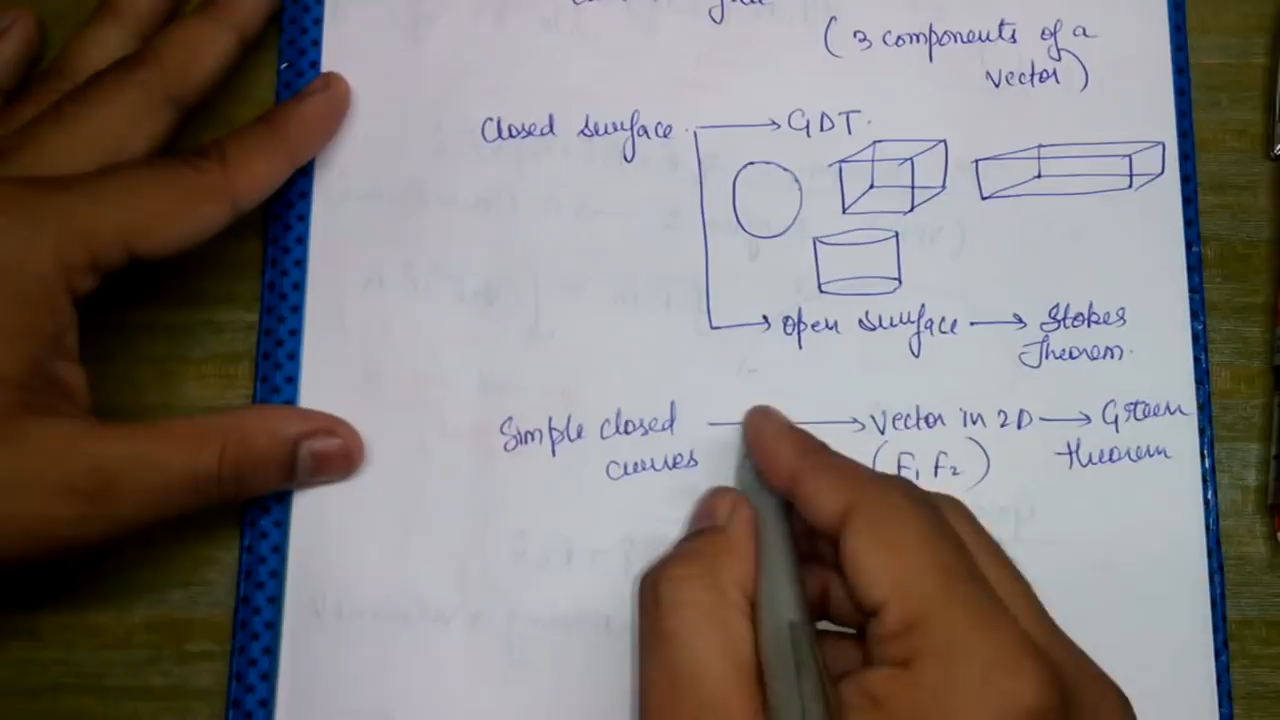 ( 3 components of a
vector )
Closed surface → GDT.
→ open surface → Stokes
Theorem.
Simple closed → Vector in 2D → Green
curves (F₁ F₂) theorem